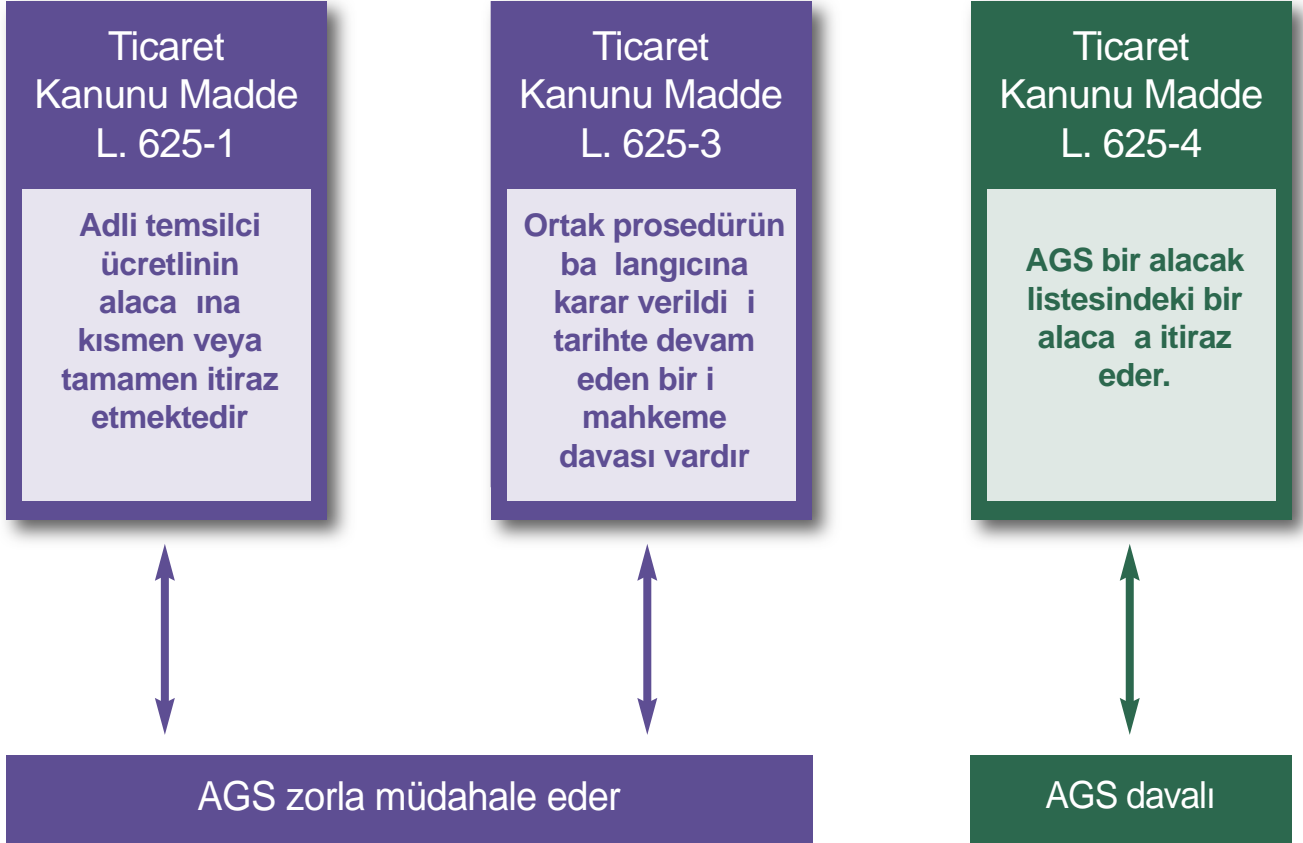 Ticaret
Kanunu Madde
L. 625-1
Adli temsilci
ücretlinin
alaca ına
kısmen veya
tamamen itiraz
etmektedir
Ticaret
Kanunu Madde
L. 625-3
Ortak prosedürün
ba langıcına
karar verildi i
tarihte devam
eden bir i
mahkeme
davası vardır
Ticaret
Kanunu Madde
L. 625-4
AGS bir alacak
listesindeki bir
alaca a itiraz
eder.
AGS zorla müdahale eder
AGS davalı